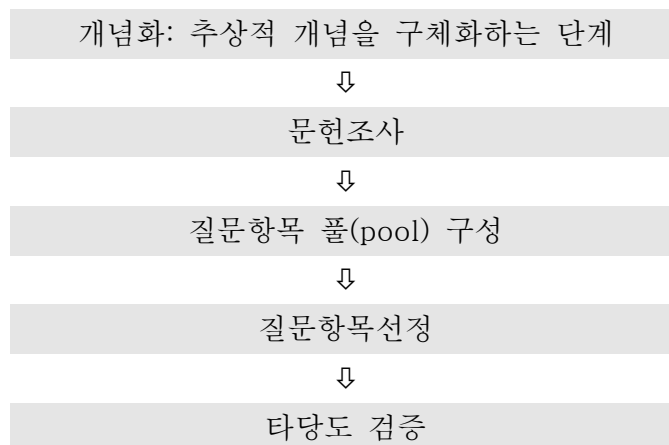 개념화: 추상적 개념을 구체화하는 단계
⇩
문헌조사
⇩
질문항목 풀(pool) 구성
⇩
질문항목선정
⇩
타당도 검증